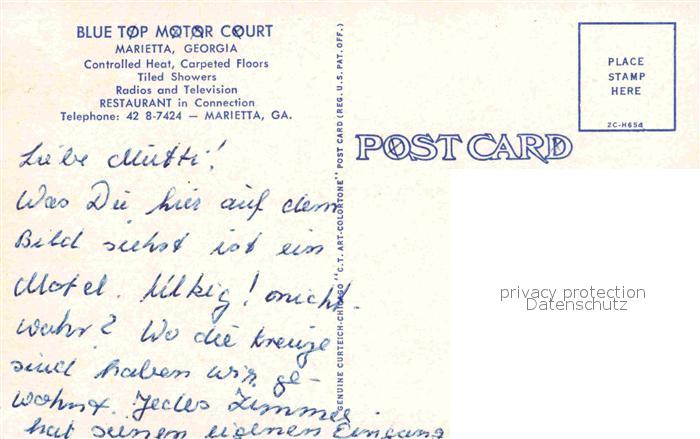 BLUE TOP MOTOR COURT
MARIETTA, GEORGIA
Controlled Heat, Carpeted Floors
Tiled Showers
Radios and Television
RESTAURANT in Connection
Telephone: 42 8-7424 — MARIETTA, GA.
Liebe Mutti!
Was Du hier auf dem
Bild siehst ist ein
Motel. Ulkig! nicht
wahr? Wo die Kreuze
sind haben wir ge-
wohnt. Jedes Zimmer
hat seinen eigenen Eingang
GENUINE CURTEICH-CHICAGO "C.T. ART-COLORTONE" POST CARD (REG. U.S. PAT. OFF.)
POST CARD
PLACE
STAMP
HERE
2C-H654
privacy protection
Datenschutz